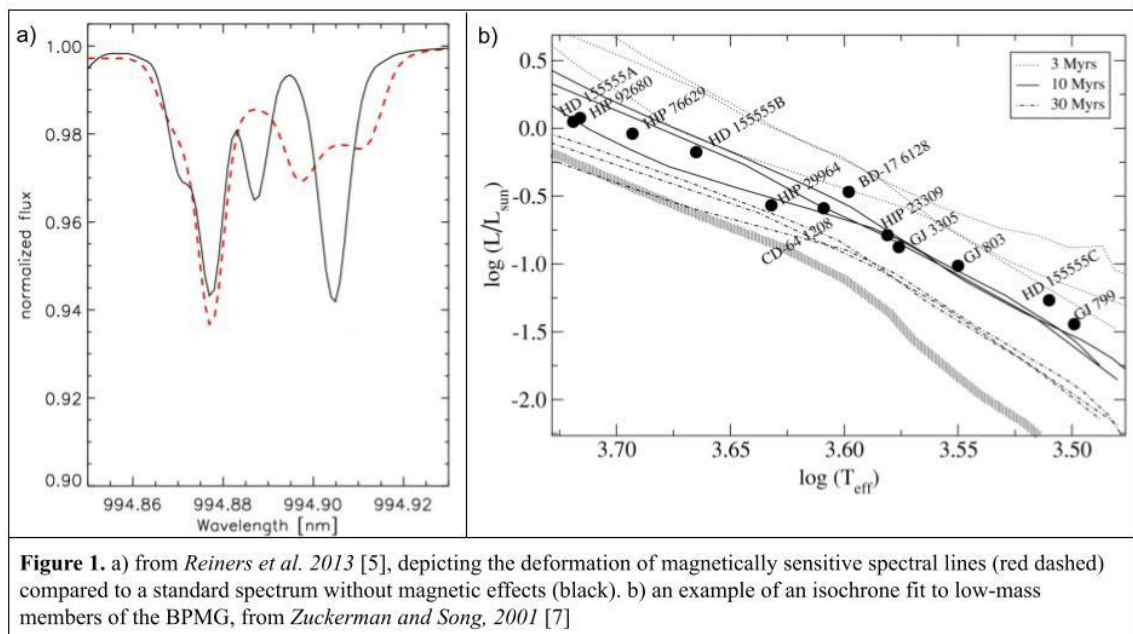 a)
1.00
0.98
0.96
0.94
0.92
0.90
normalized flux
994.86 994.88 994.90 994.92
Wavelength [nm]
b)
0.5
0.0
-0.5
-1.0
-1.5
-2.0
log (L/Lsun)
3 Myrs
10 Myrs
30 Myrs
HD 155555A
HIP 92680
HIP 76629
HD 155555B
HIP 29964
BD-17 6128
CD-64 1208
HIP 23309
GJ 3305
GJ 803
HD 155555C
GJ 799
3.70 3.65 3.60 3.55 3.50
log (Teff)
Figure 1. a) from Reiners et al. 2013 [5], depicting the deformation of magnetically sensitive spectral lines (red dashed)
compared to a standard spectrum without magnetic effects (black). b) an example of an isochrone fit to low-mass
members of the BPMG, from Zuckerman and Song, 2001 [7]